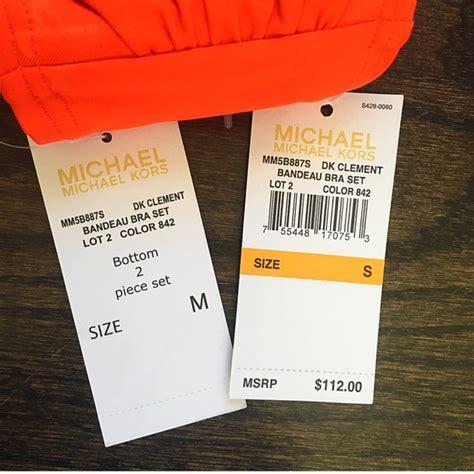 MICHAEL
MICHAEL KORS
MM5B887S DK CLEMENT
BANDEAU BRA SET
LOT 2 COLOR 842
Bottom
2
piece set
SIZE M
S429-0060
MICHAEL
MICHAEL KORS
MM5B887S DK CLEMENT
BANDEAU BRA SET
LOT 2 COLOR 842
7 55448 17075 3
SIZE S
MSRP $112.00